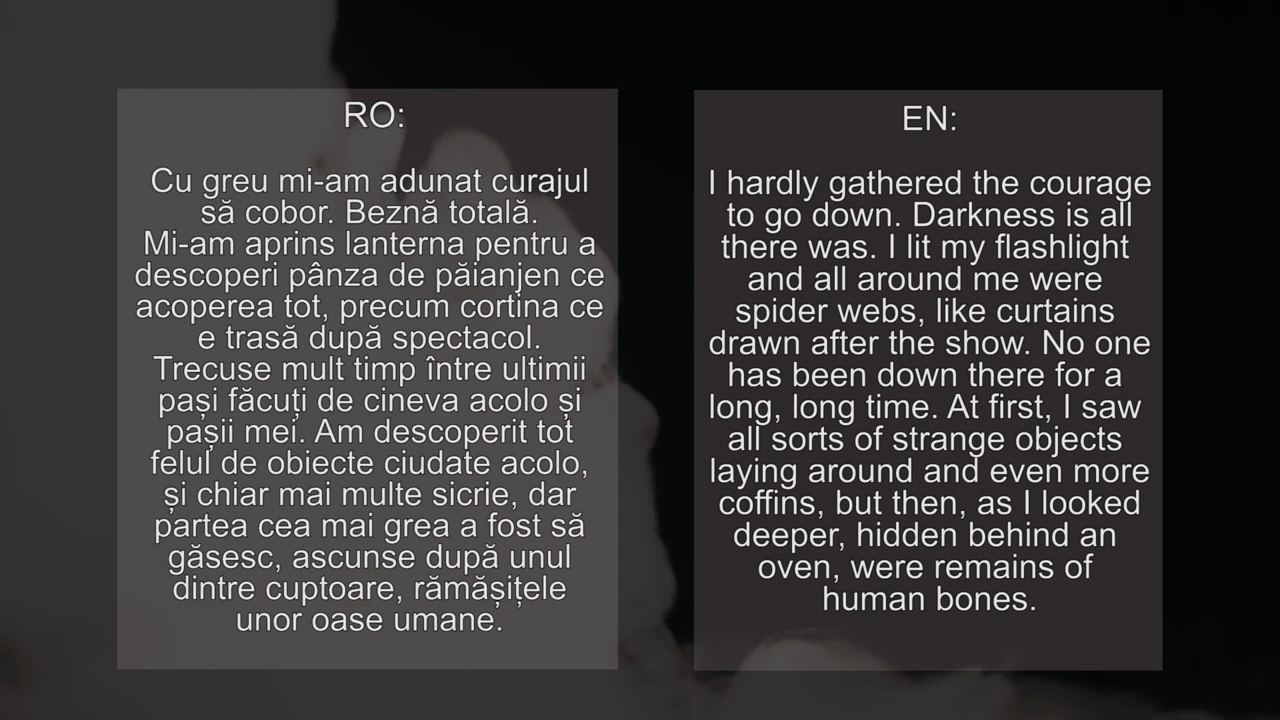 RO:
Cu greu mi-am adunat curajul
să cobor. Beznă totală.
Mi-am aprins lanterna pentru a
descoperi pânza de păianjen ce
acoperea tot, precum cortina ce
e trasă după spectacol.
Trecuse mult timp între ultimii
pași făcuți de cineva acolo și
pașii mei. Am descoperit tot
felul de obiecte ciudate acolo,
și chiar mai multe sicrie, dar
partea cea mai grea a fost să
găsesc, ascunse după unul
dintre cuptoare, rămășițele
unor oase umane.
EN:
I hardly gathered the courage
to go down. Darkness is all
there was. I lit my flashlight
and all around me were
spider webs, like curtains
drawn after the show. No one
has been down there for a
long, long time. At first, I saw
all sorts of strange objects
laying around and even more
coffins, but then, as I looked
deeper, hidden behind an
oven, were remains of
human bones.